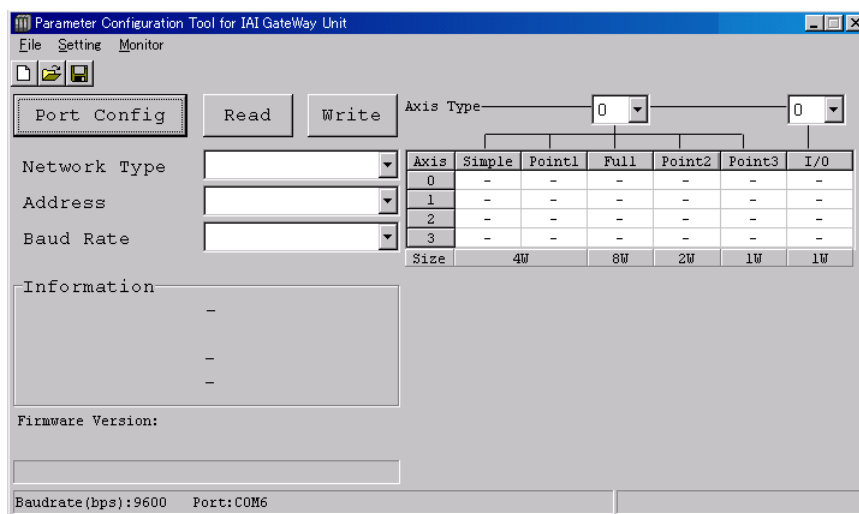 Parameter Configuration Tool for IAI GateWay Unit
File Setting Monitor
Port Config Read Write
Axis Type 0 0
Network Type
Address
Baud Rate
Axis Simple Point1 Full Point2 Point3 I/O
0 - - - - - -
1 - - - - - -
2 - - - - - -
3 - - - - - -
Size 4W 8W 2W 1W 1W
Information
-
-
-
Firmware Version:
Baudrate(bps):9600 Port:COM6